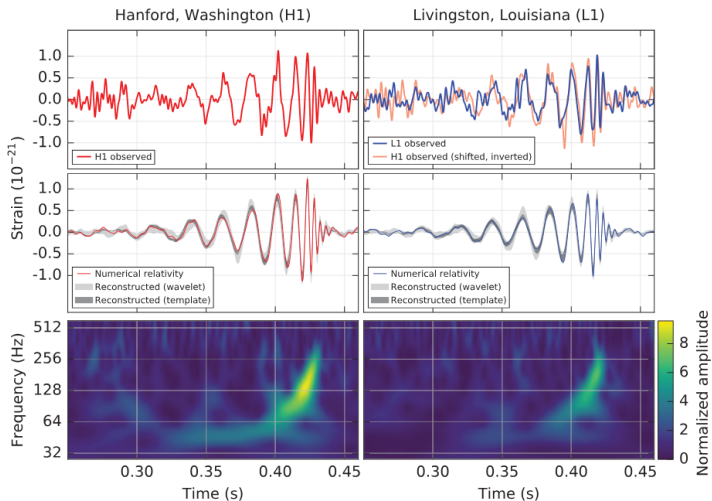 Hanford, Washington (H1)
Livingston, Louisiana (L1)
1.0
0.5
0.0
-0.5
-1.0
H1 observed
L1 observed
H1 observed (shifted, inverted)
Strain (10⁻²¹)
1.0
0.5
0.0
-0.5
-1.0
Numerical relativity
Reconstructed (wavelet)
Reconstructed (template)
Numerical relativity
Reconstructed (wavelet)
Reconstructed (template)
Frequency (Hz)
512
256
128
64
32
8
6
4
2
0
Normalized amplitude
0.30
0.35
0.40
0.45
0.30
0.35
0.40
0.45
Time (s)
Time (s)